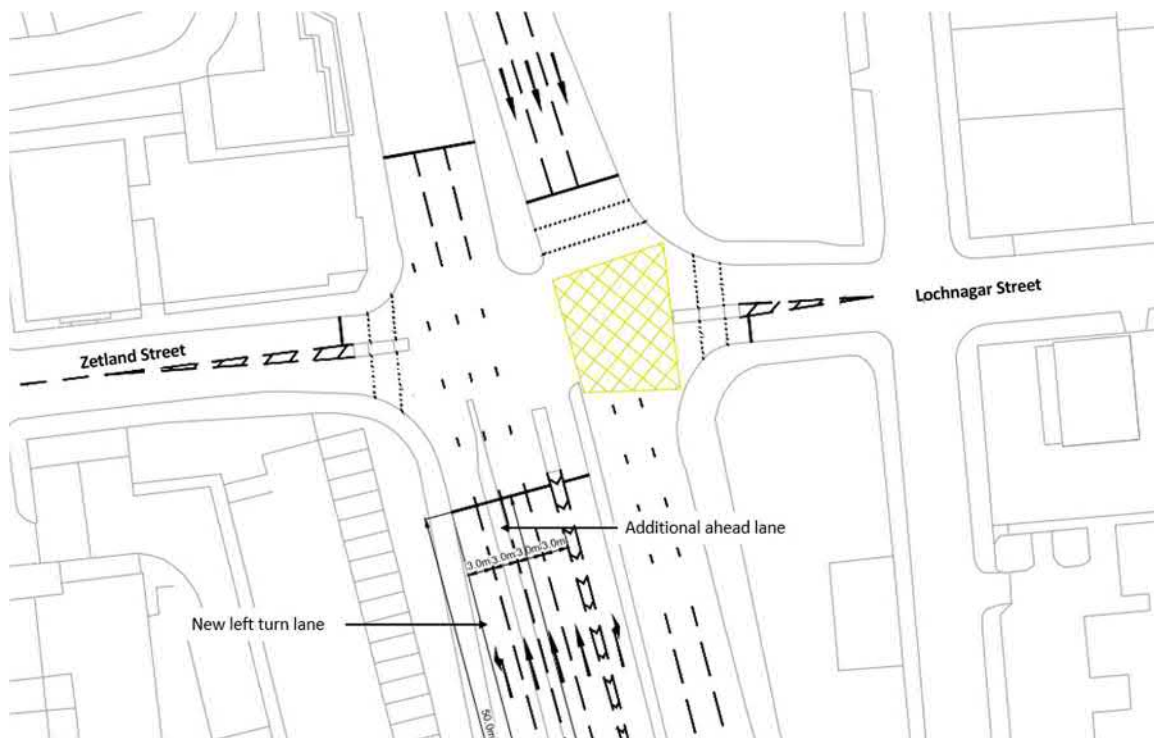 Lochnagar Street
Zetland Street
Additional ahead lane
3.0m 3.0m 3.0m 3.0m
New left turn lane
50.0m